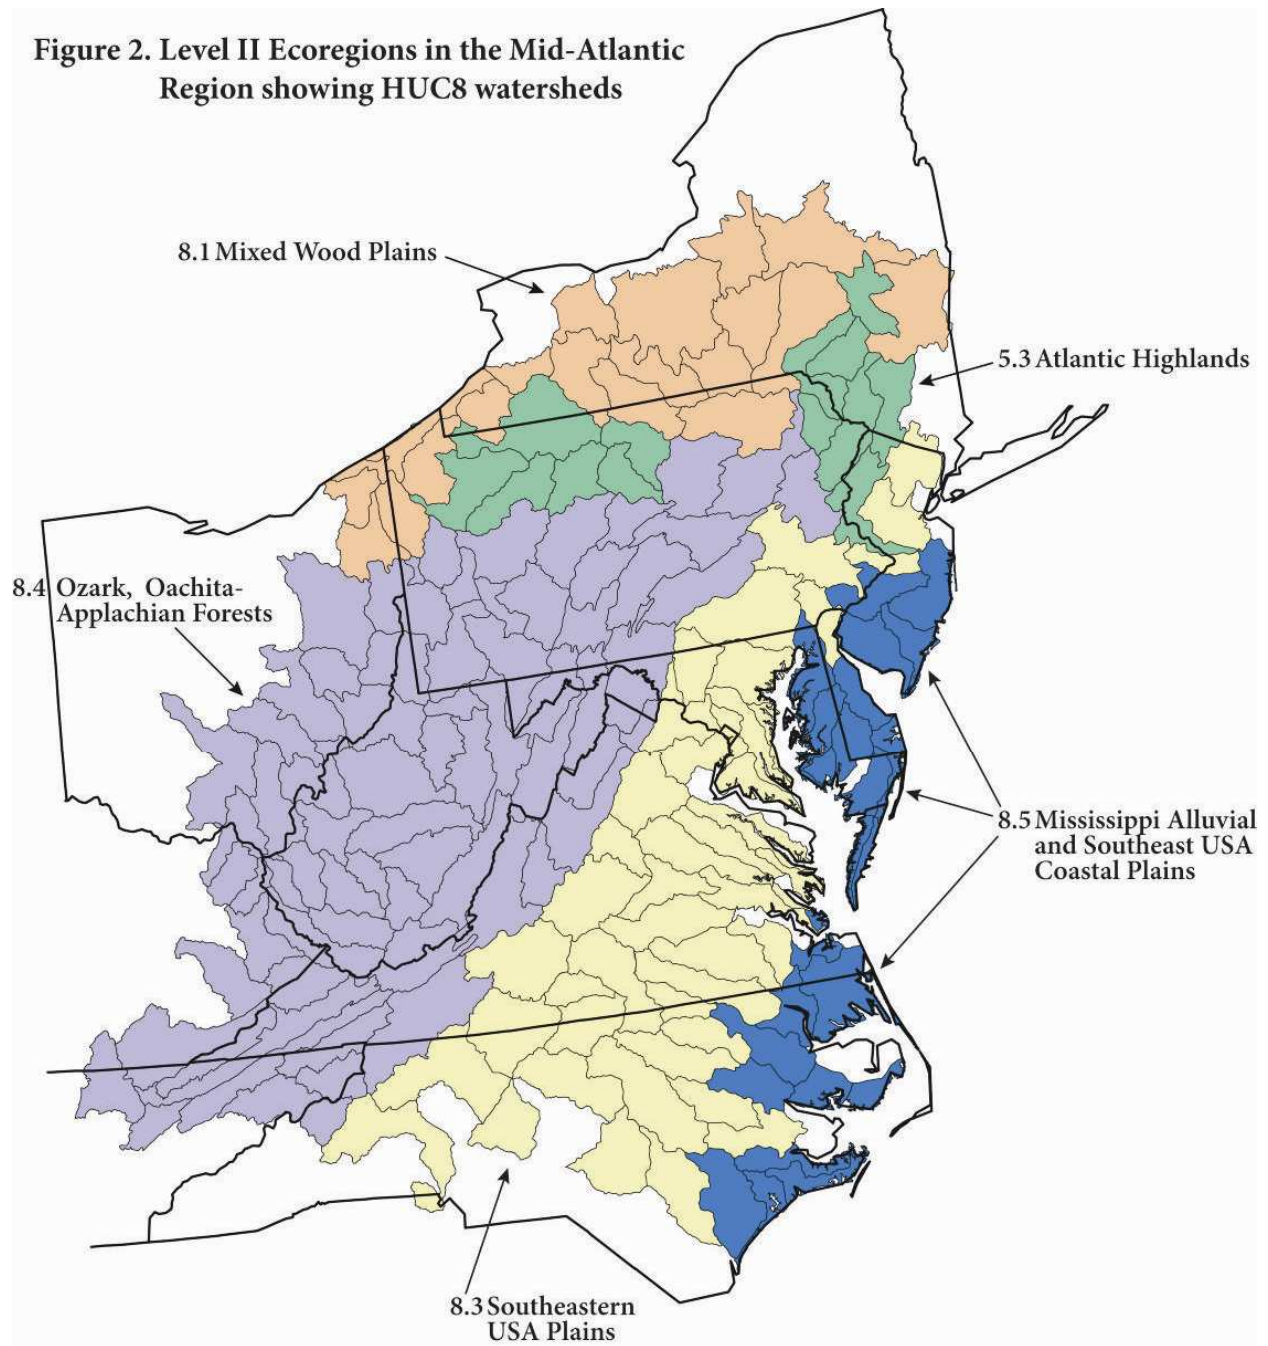 Figure 2. Level II Ecoregions in the Mid-Atlantic
Region showing HUC8 watersheds
8.1 Mixed Wood Plains
5.3 Atlantic Highlands
8.4 Ozark, Oachita-
Applachian Forests
8.5 Mississippi Alluvial
and Southeast USA
Coastal Plains
8.3 Southeastern
USA Plains